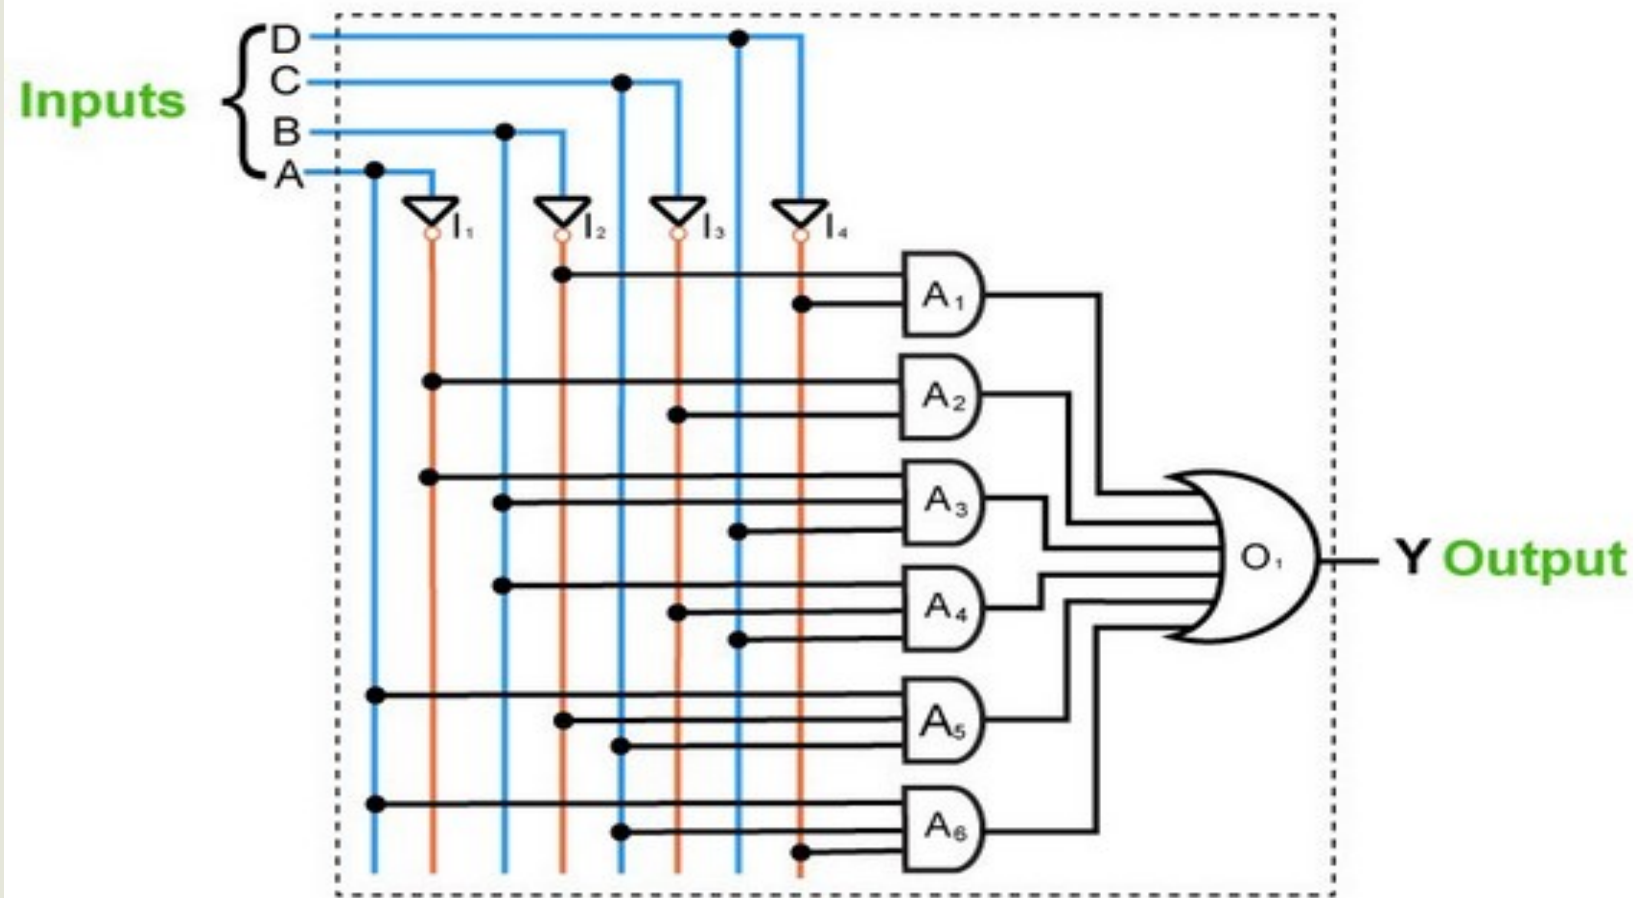 Inputs
D
C
B
A
I₁ I₂ I₃ I₄
A₁
A₂
A₃
A₄
A₅
A₆
O₁
Y Output